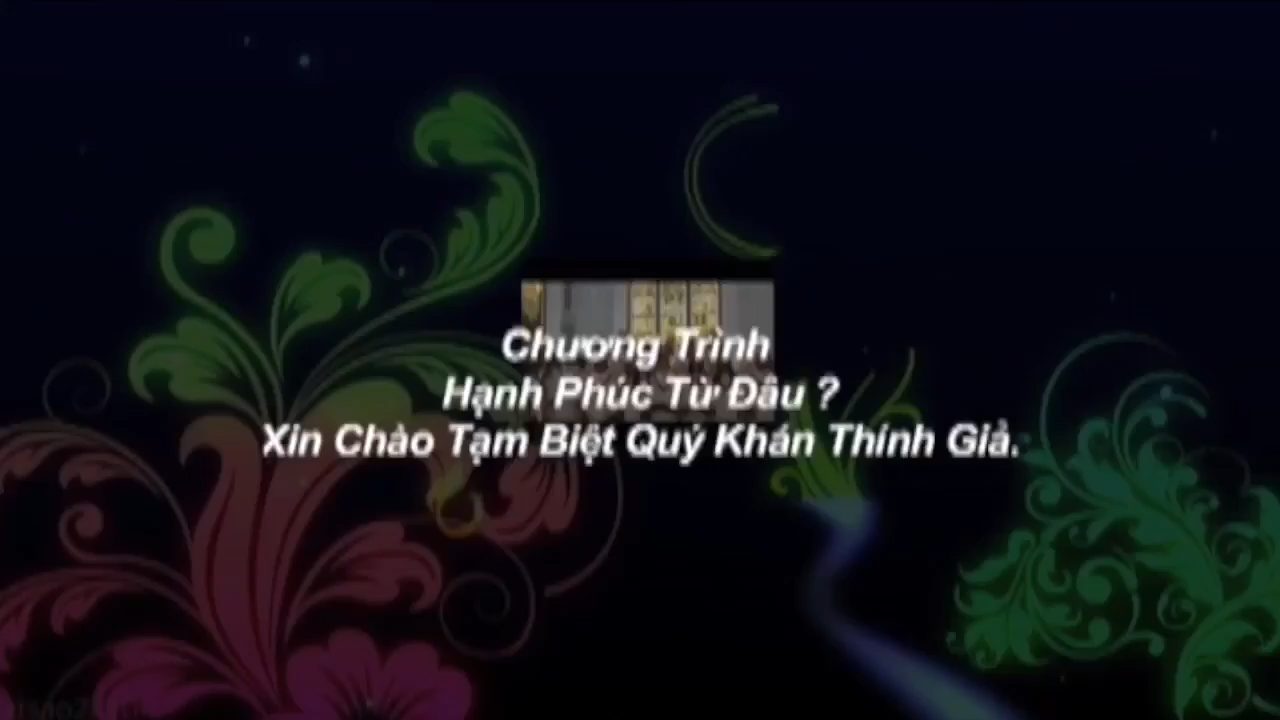 Chương Trình
Hạnh Phúc Từ Đâu ?
Xin Chào Tạm Biệt Quý Khán Thính Giả.